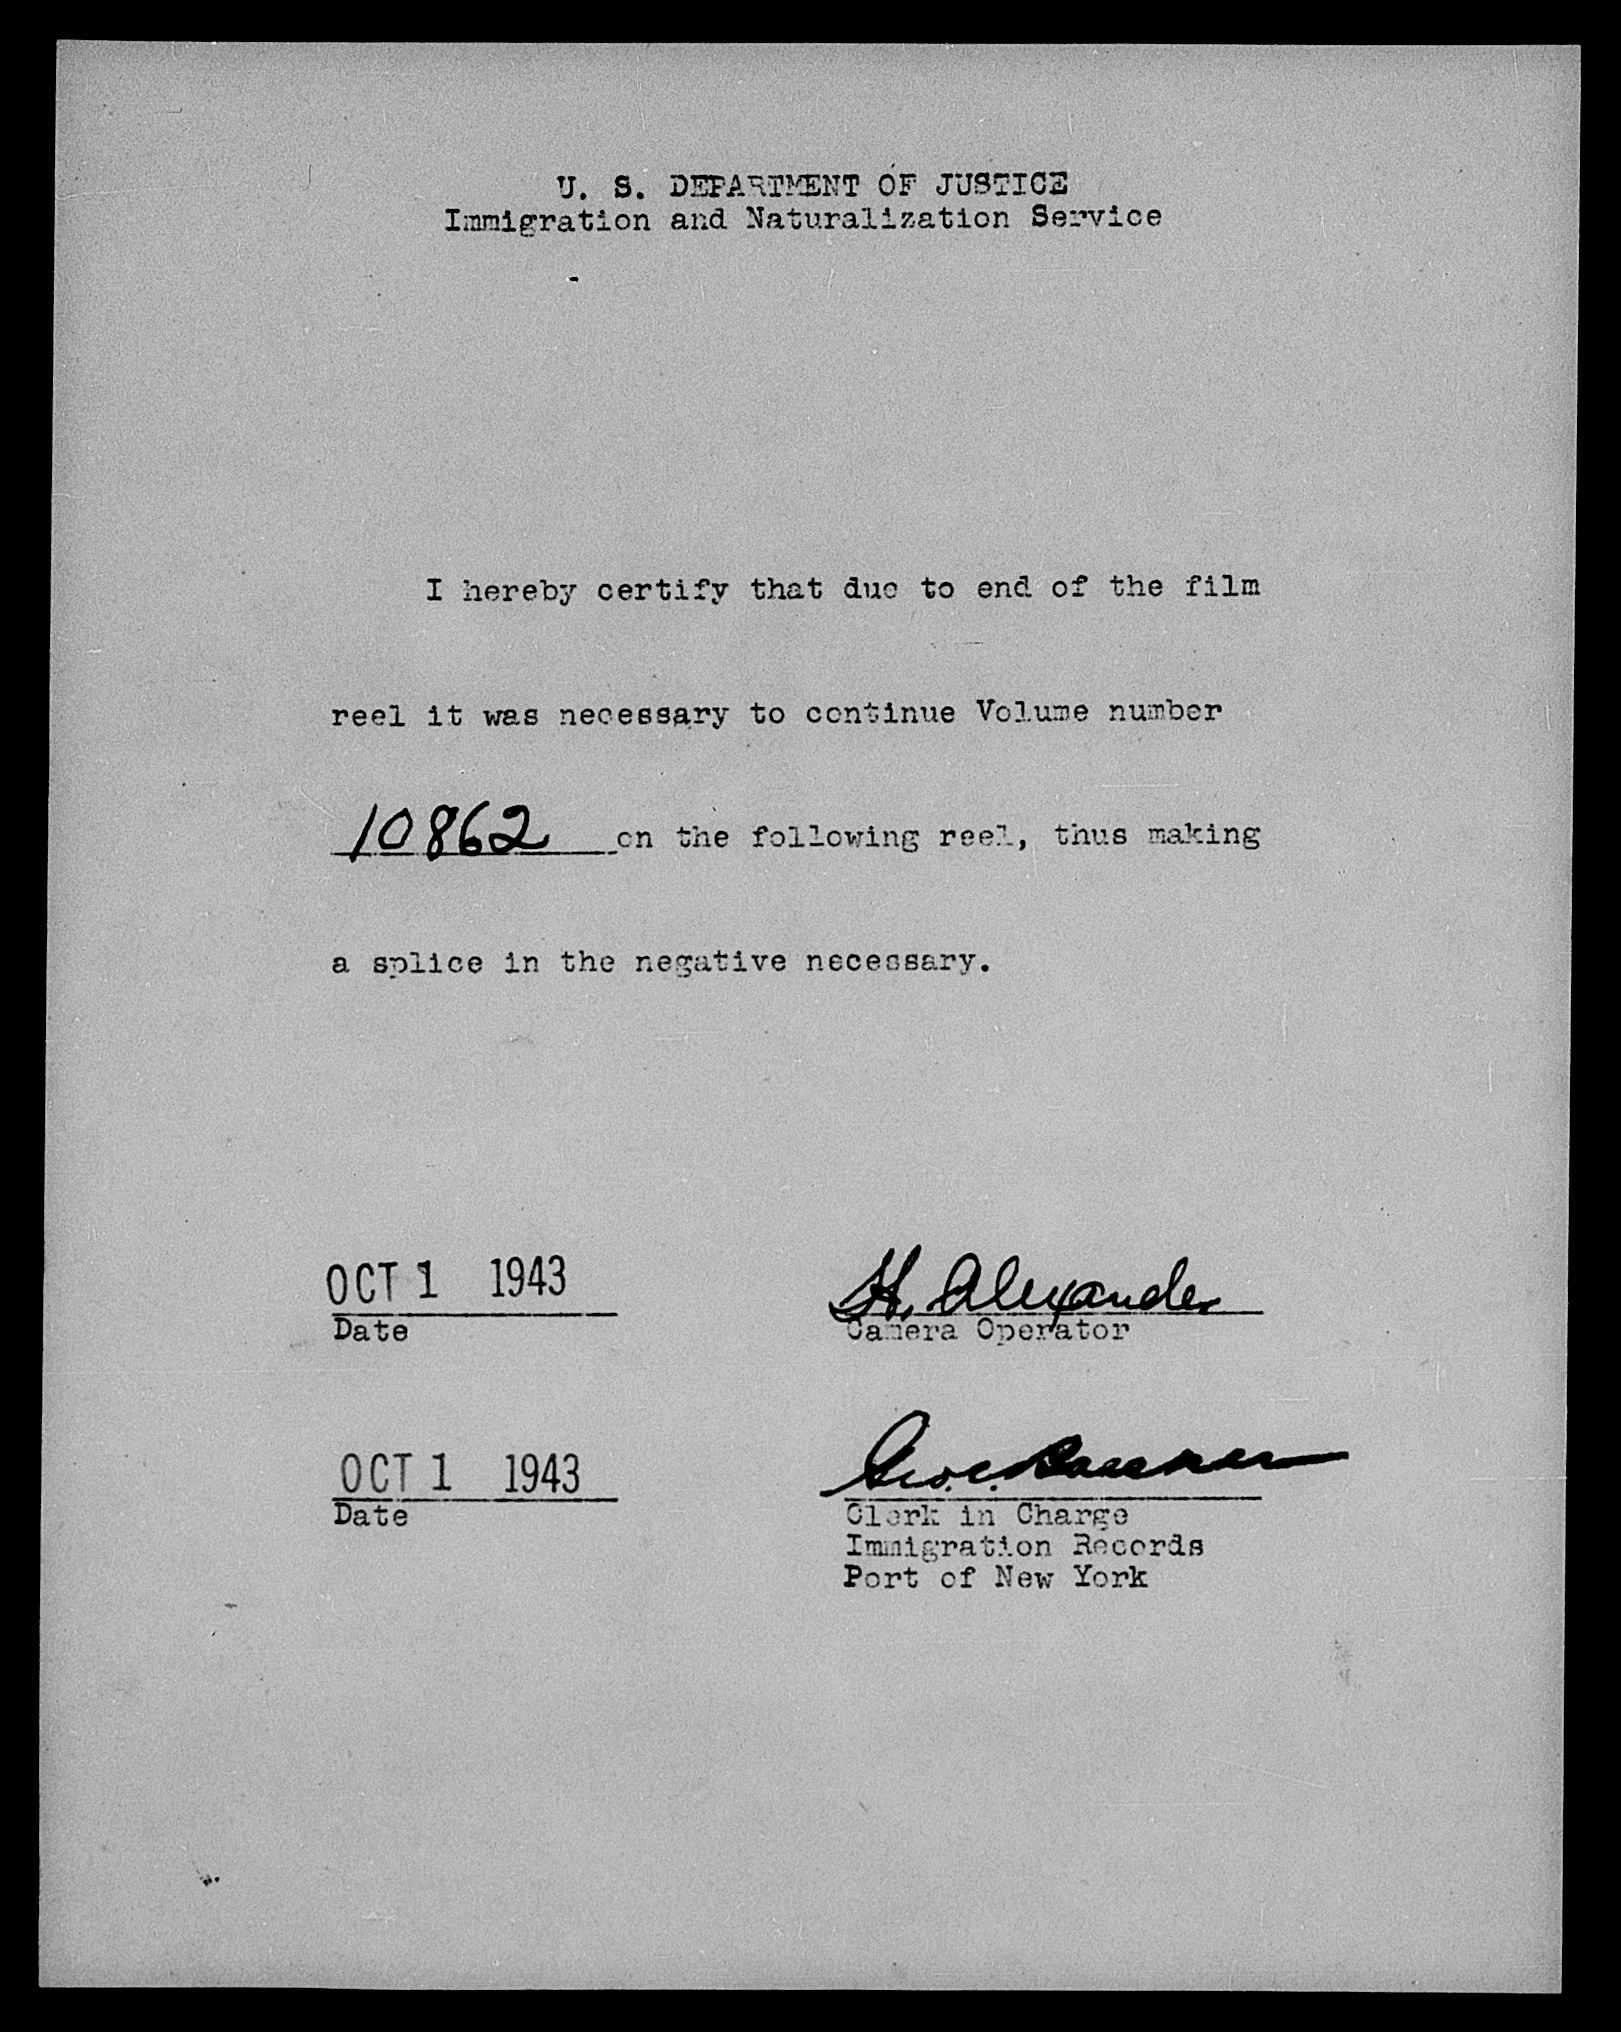 U. S. DEPARTMENT OF JUSTICE
Immigration and Naturalization Service
I hereby certify that due to end of the film
reel it was necessary to continue Volume number
10862 on the following reel, thus making
a splice in the negative necessary.
OCT 1 1943 H. Alexander
Date Camera Operator
OCT 1 1943 Geo. C.
Date Clerk in Charge
Immigration Records
Port of New York